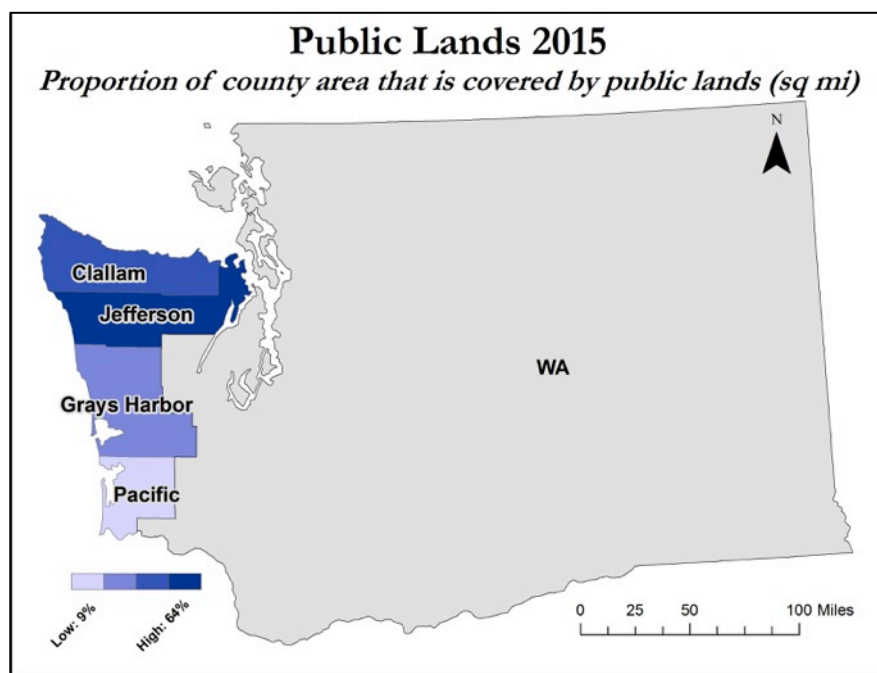 Public Lands 2015
Proportion of county area that is covered by public lands (sq mi)
N
Clallam
Jefferson
WA
Grays Harbor
Pacific
Low: 9%
High: 64%
0 25 50 100 Miles